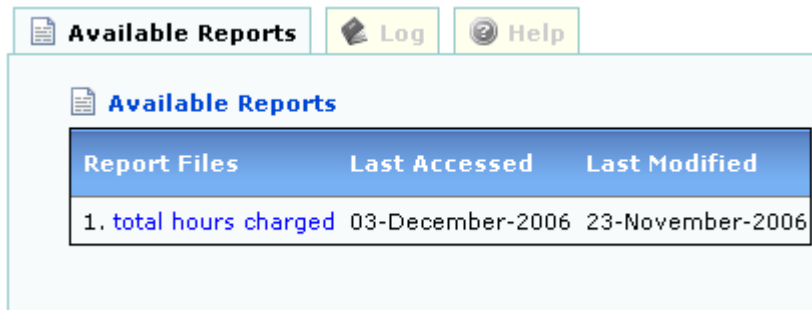 Available Reports Log Help
Available Reports
Report Files Last Accessed Last Modified
1. total hours charged 03-December-2006 23-November-2006